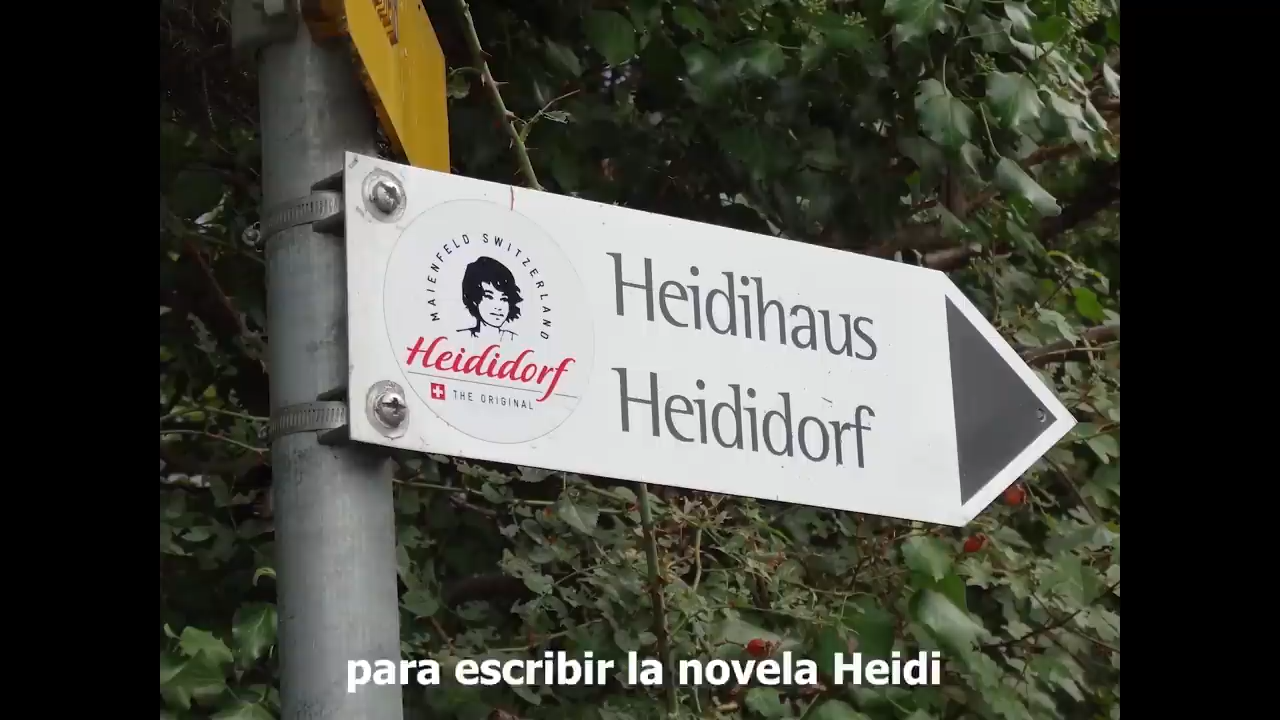 MAIENFELD SWITZERLAND
Heididorf
THE ORIGINAL
Heidihaus
Heididorf
para escribir la novela Heidi